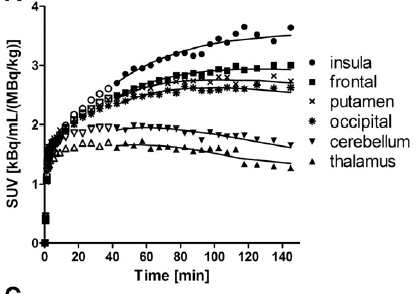 4
3
2
1
0
0 20 40 60 80 100 120 140
SUV [kBq/mL/(MBq/kg)]
Time [min]
insula
frontal
putamen
occipital
cerebellum
thalamus